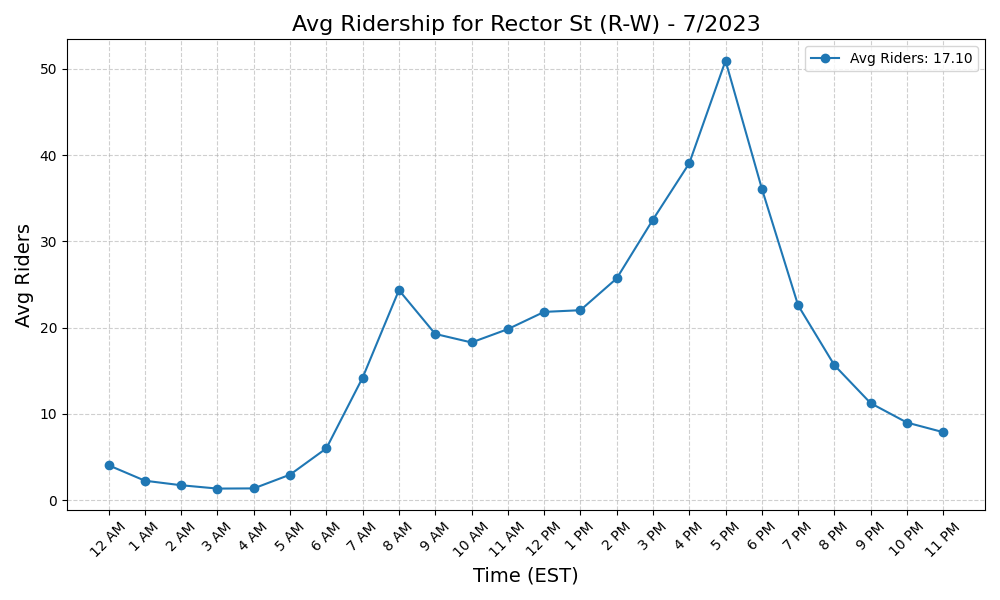 Avg Ridership for Rector St (R-W) - 7/2023
Avg Riders: 17.10
Avg Riders
50
40
30
20
10
0
12 AM
1 AM
2 AM
3 AM
4 AM
5 AM
6 AM
7 AM
8 AM
9 AM
10 AM
11 AM
12 PM
1 PM
2 PM
3 PM
4 PM
5 PM
6 PM
7 PM
8 PM
9 PM
10 PM
11 PM
Time (EST)